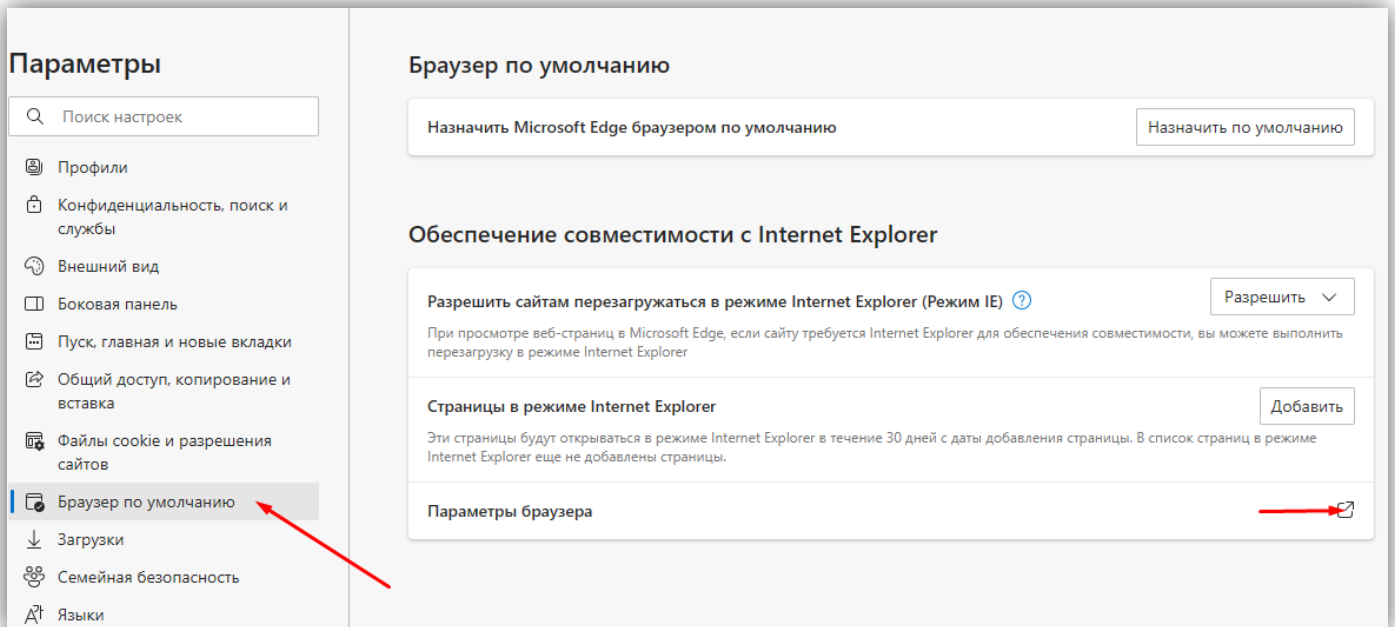 Параметры
Поиск настроек
Профили
Конфиденциальность, поиск и
службы
Внешний вид
Боковая панель
Пуск, главная и новые вкладки
Общий доступ, копирование и
вставка
Файлы cookie и разрешения
сайтов
Браузер по умолчанию
Загрузки
Семейная безопасность
Языки
Браузер по умолчанию
Назначить Microsoft Edge браузером по умолчанию
Назначить по умолчанию
Обеспечение совместимости с Internet Explorer
Разрешить сайтам перезагружаться в режиме Internet Explorer (Режим IE)
Разрешить
При просмотре веб-страниц в Microsoft Edge, если сайту требуется Internet Explorer для обеспечения совместимости, вы можете выполнить
перезагрузку в режиме Internet Explorer
Страницы в режиме Internet Explorer
Добавить
Эти страницы будут открываться в режиме Internet Explorer в течение 30 дней с даты добавления страницы. В список страниц в режиме
Internet Explorer еще не добавлены страницы.
Параметры браузера